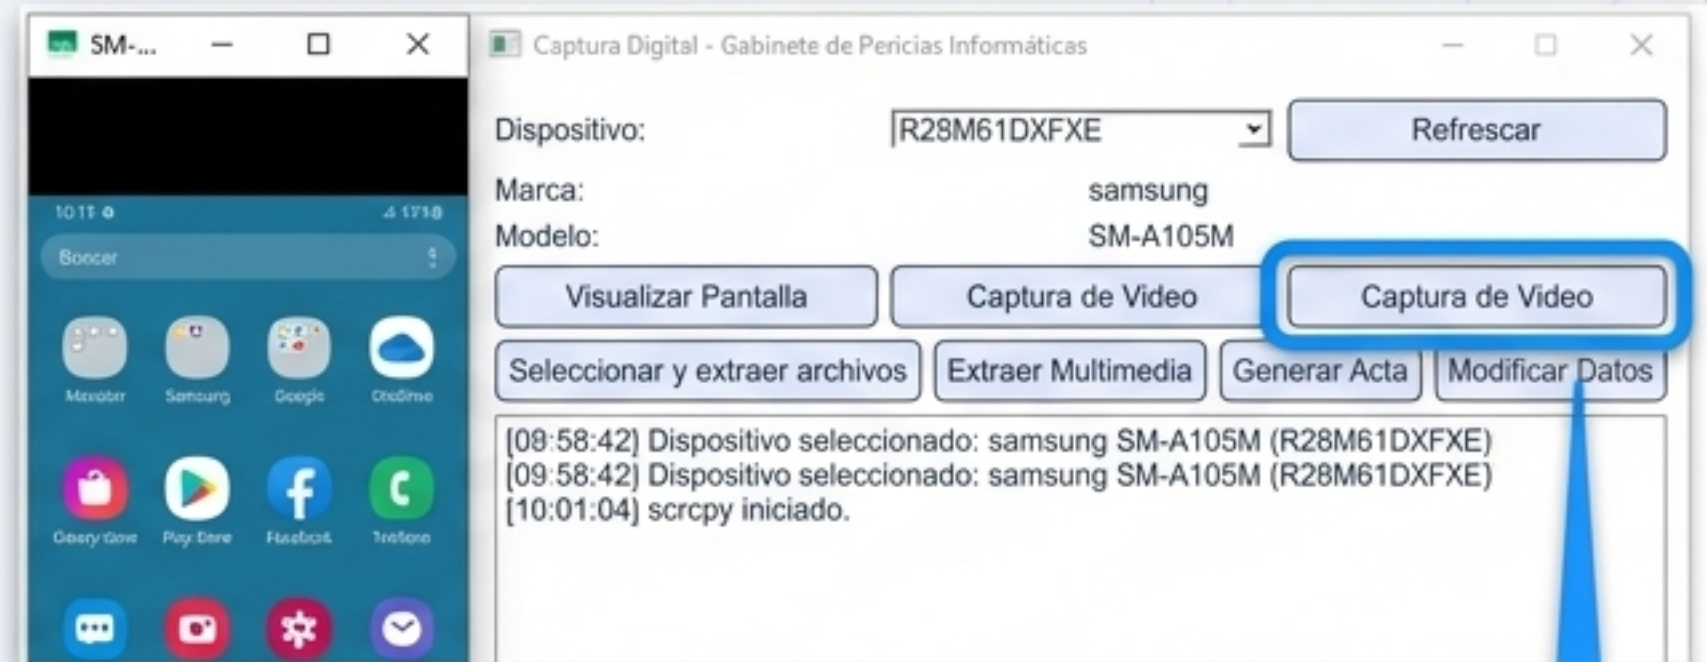 SM-...
Captura Digital - Gabinete de Pericias Informáticas
Dispositivo:
R28M61DXFXE
Refrescar
Marca:
samsung
Modelo:
SM-A105M
Visualizar Pantalla
Captura de Video
Captura de Video
Seleccionar y extraer archivos
Extraer Multimedia
Generar Acta
Modificar Datos
[09:58:42] Dispositivo seleccionado: samsung SM-A105M (R28M61DXFXE)
[09:58:42] Dispositivo seleccionado: samsung SM-A105M (R28M61DXFXE)
[10:01:04] scrcpy iniciado.
Samsung
Google